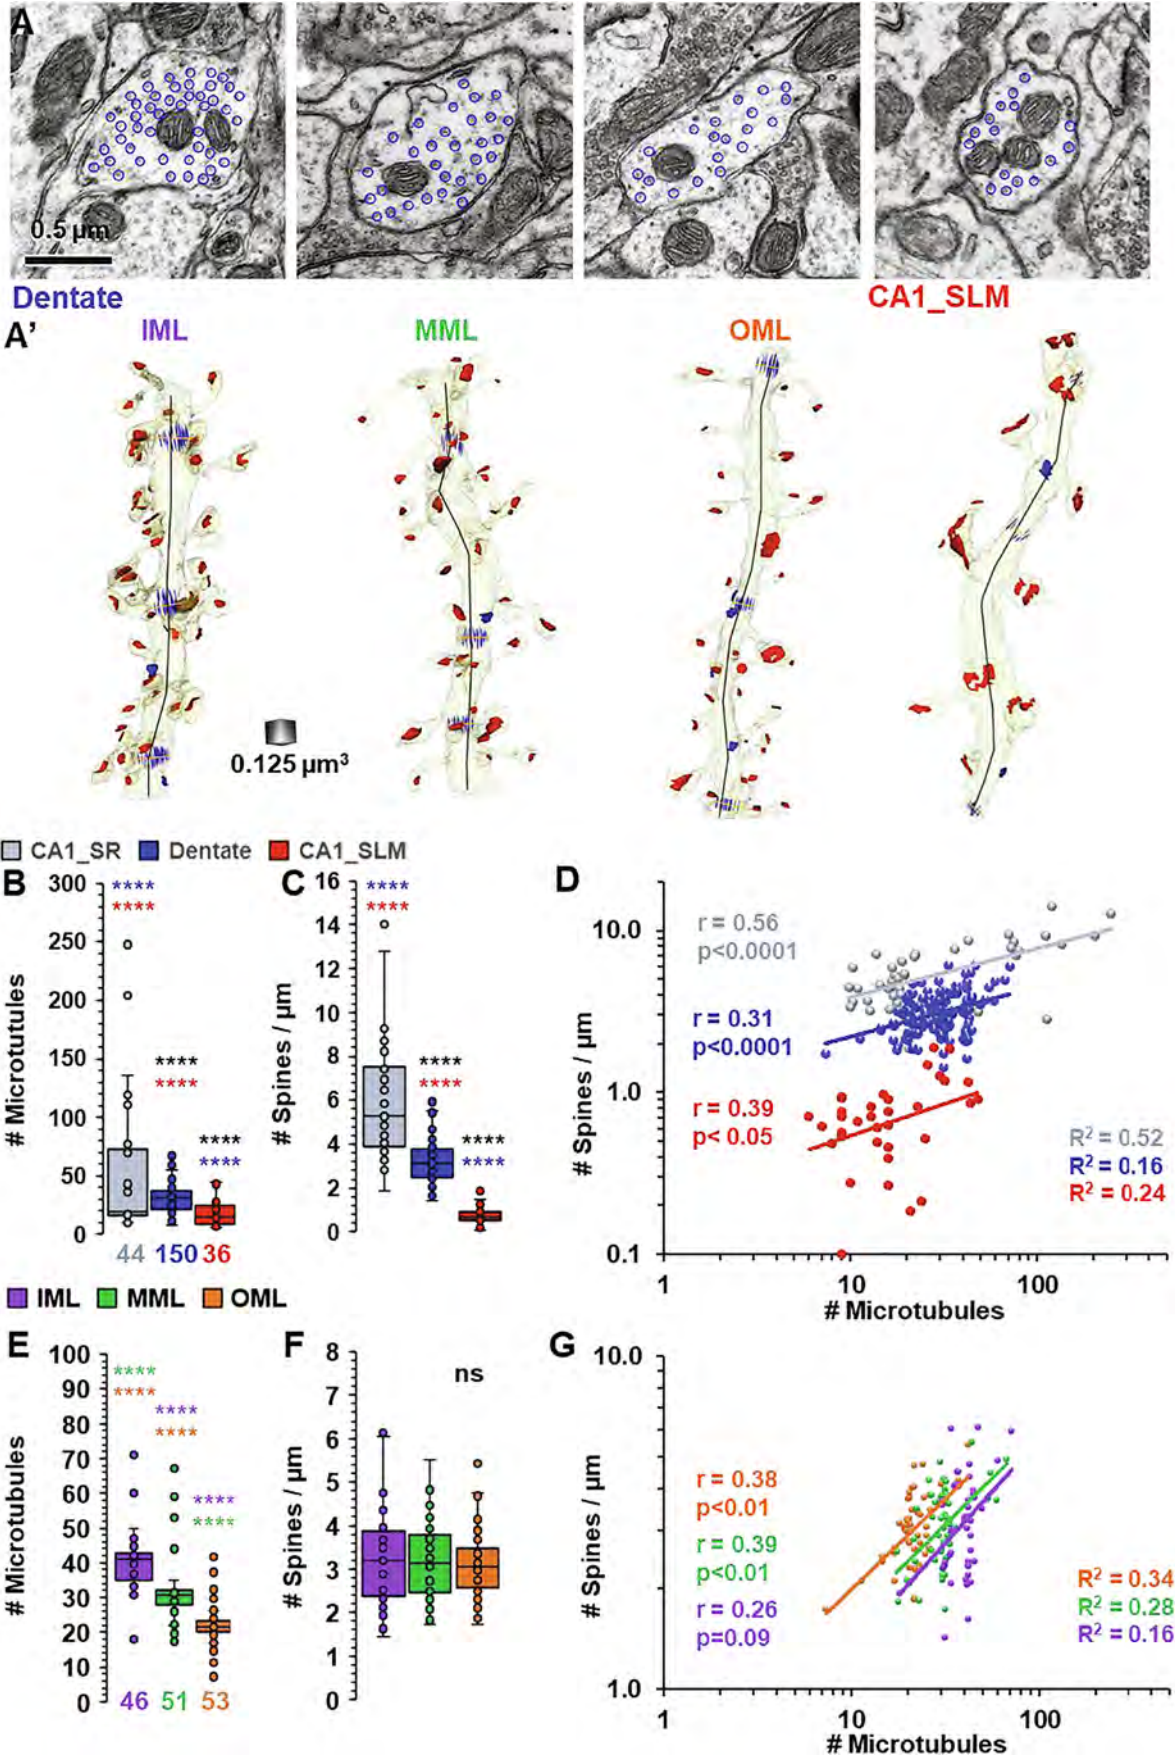 A
0.5 µm
Dentate
CA1_SLM
A’
IML
MML
OML
0.125 µm³
CA1_SR
Dentate
CA1_SLM
B
# Microtutules
300
250
200
150
100
50
0
****
****
****
****
****
****
44
150
36
C
# Spines / µm
16
14
12
10
8
6
4
2
0
****
****
****
****
****
****
D
# Spines / µm
10.0
1.0
0.1
r = 0.56
p<0.0001
r = 0.31
p<0.0001
r = 0.39
p< 0.05
R² = 0.52
R² = 0.16
R² = 0.24
1
10
100
# Microtubules
IML
MML
OML
E
# Microtubules
100
90
80
70
60
50
40
30
20
10
0
****
****
****
****
****
****
46
51
53
F
# Spines / µm
8
7
6
5
4
3
2
1
0
ns
G
# Spines / µm
10.0
1.0
r = 0.38
p<0.01
r = 0.39
p<0.01
r = 0.26
p=0.09
R² = 0.34
R² = 0.28
R² = 0.16
1
10
100
# Microtubules